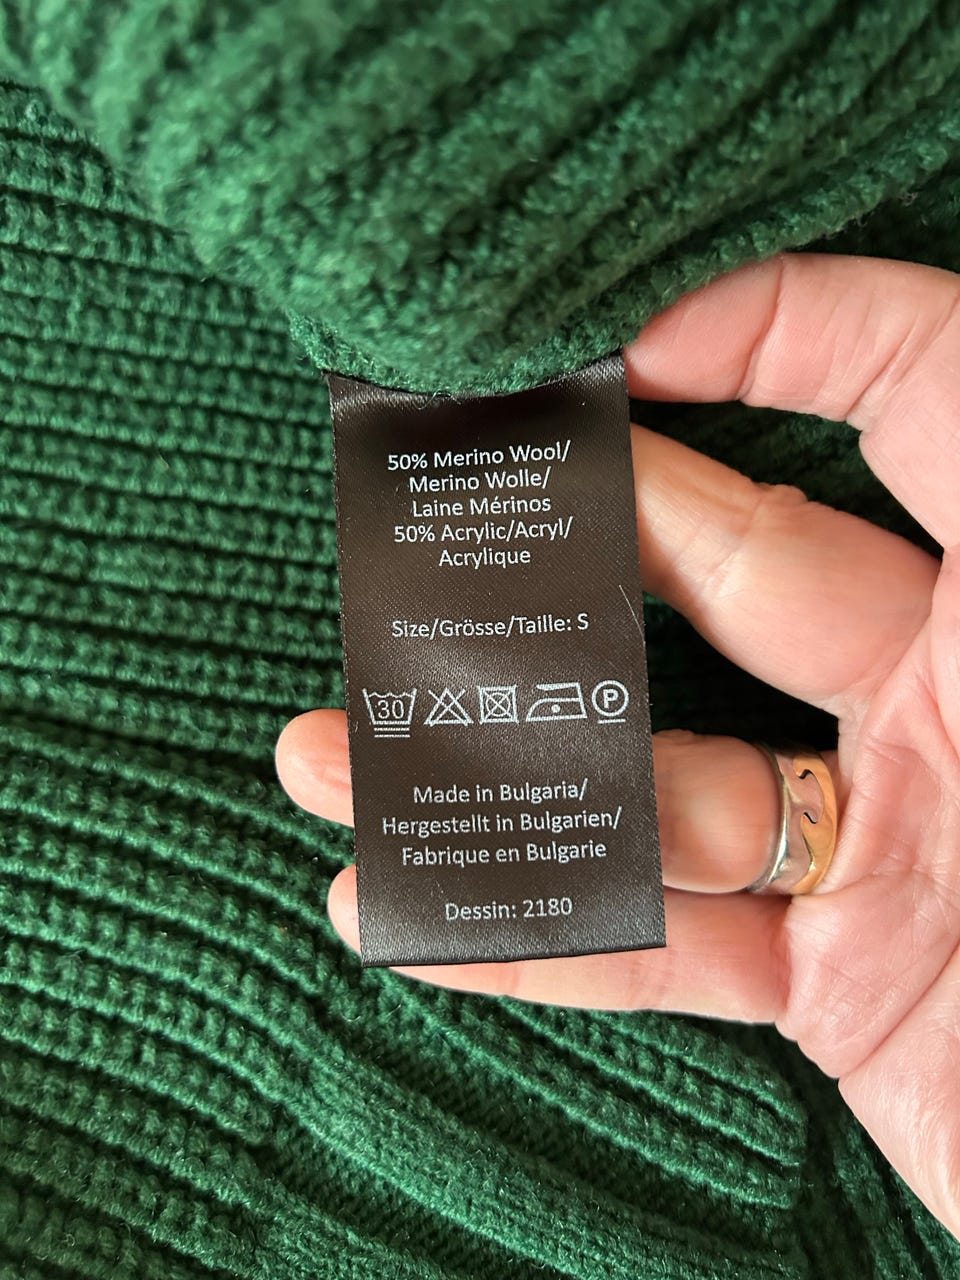 50% Merino Wool/
Merino Wolle/
Laine Mérinos
50% Acrylic/Acryl/
Acrylique
Size/Grösse/Taille: S
30 P
Made in Bulgaria/
Hergestellt in Bulgarien/
Fabrique en Bulgarie
Dessin: 2180